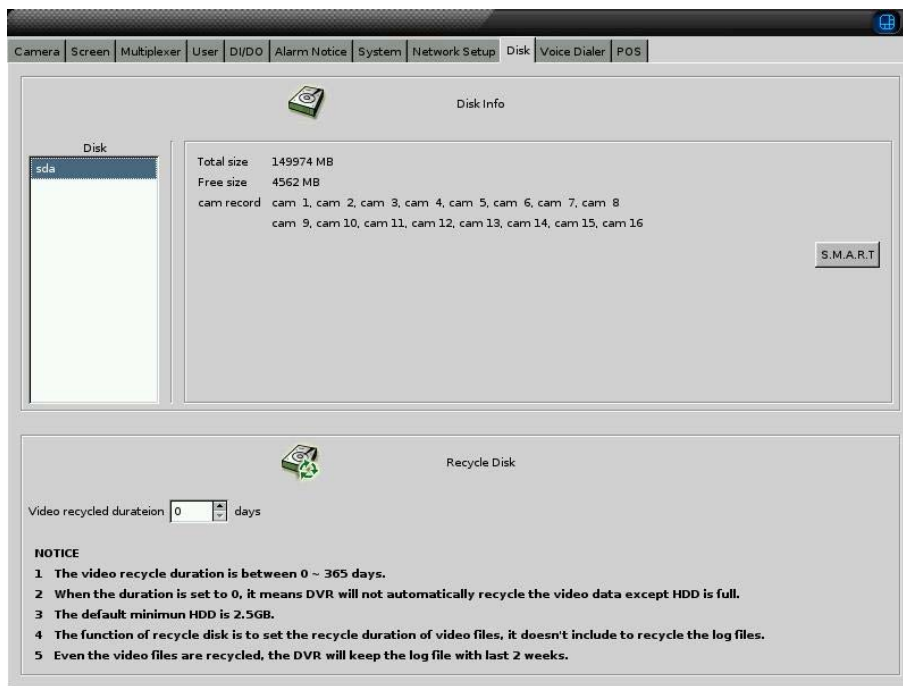 Camera Screen Multiplexer User DI/DO Alarm Notice System Network Setup Disk Voice Dialer POS
Disk Info
Disk
sda
Total size 149974 MB
Free size 4562 MB
cam record cam 1, cam 2, cam 3, cam 4, cam 5, cam 6, cam 7, cam 8
cam 9, cam 10, cam 11, cam 12, cam 13, cam 14, cam 15, cam 16
S.M.A.R.T
Recycle Disk
Video recycled durateion 0 days
NOTICE
1 The video recycle duration is between 0 ~ 365 days.
2 When the duration is set to 0, it means DVR will not automatically recycle the video data except HDD is full.
3 The default minimun HDD is 2.5GB.
4 The function of recycle disk is to set the recycle duration of video files, it doesn't include to recycle the log files.
5 Even the video files are recycled, the DVR will keep the log file with last 2 weeks.